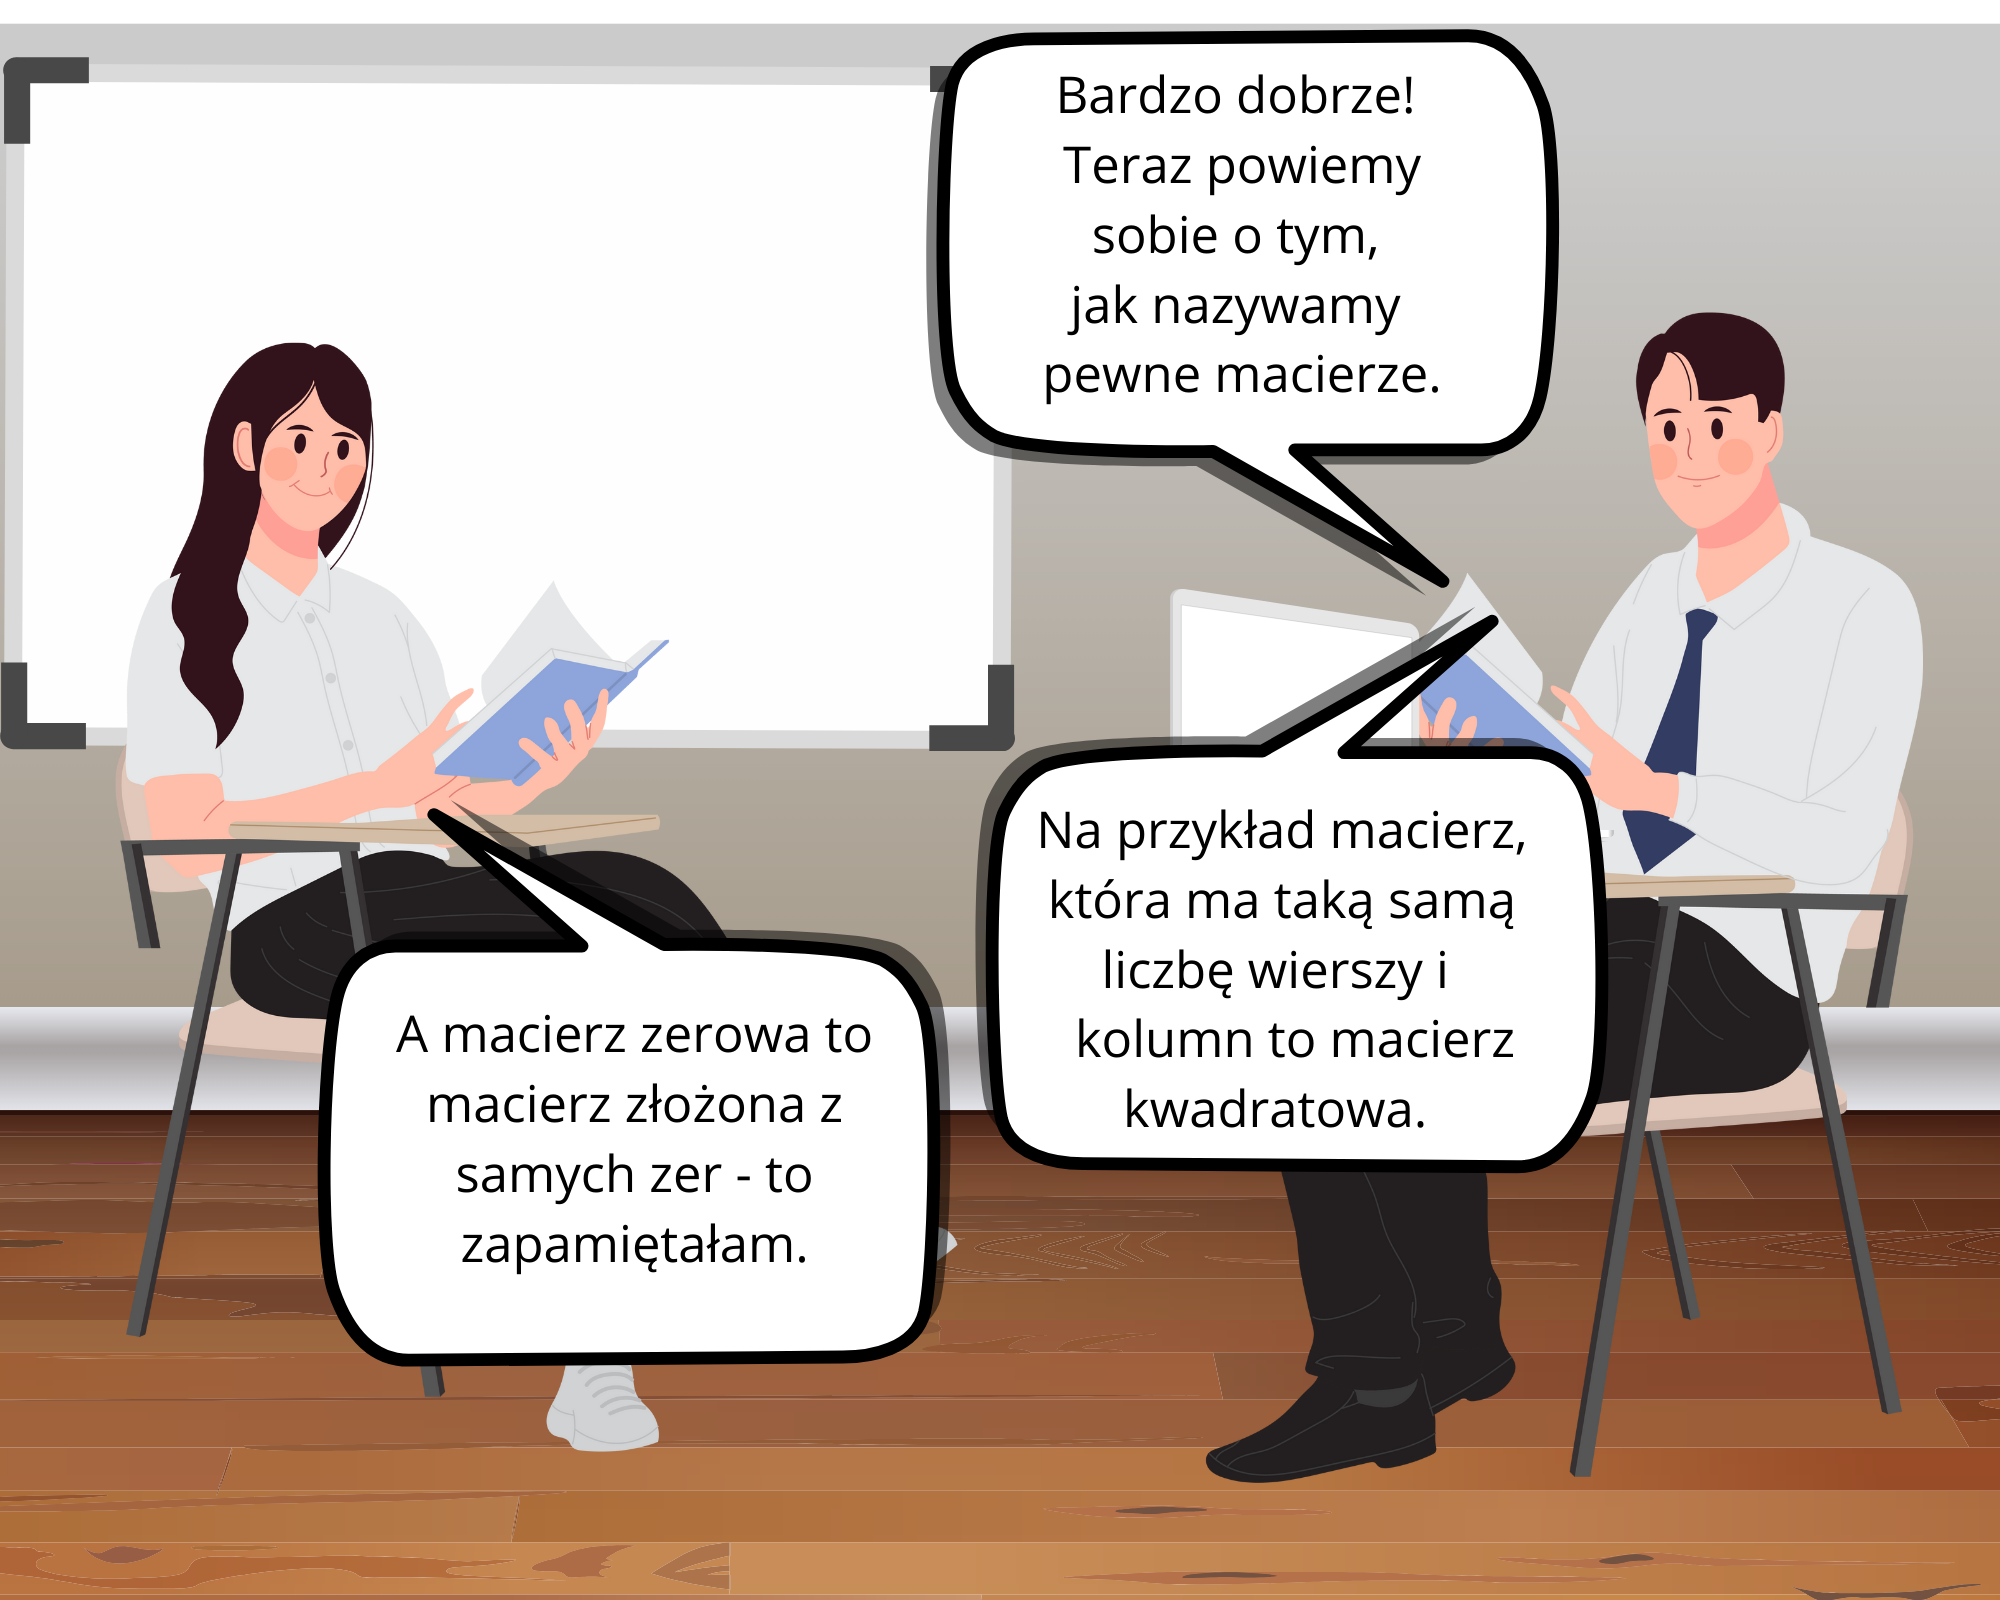 Bardzo dobrze!
Teraz powiemy
sobie o tym,
jak nazywamy
pewne macierze.
Na przykład macierz,
która ma taką samą
liczbę wierszy i
kolumn to macierz
kwadratowa.
A macierz zerowa to
macierz złożona z
samych zer - to
zapamiętałam.